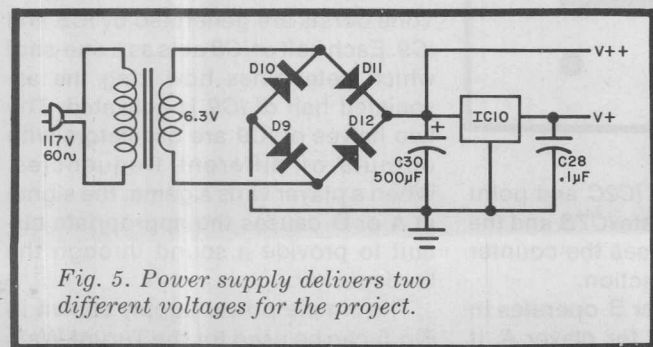 V++
D10
D11
IC10
V+
6.3V
D9
D12
117V
60~
+
C30
500µF
C28
.1µF
Fig. 5. Power supply delivers two
different voltages for the project.